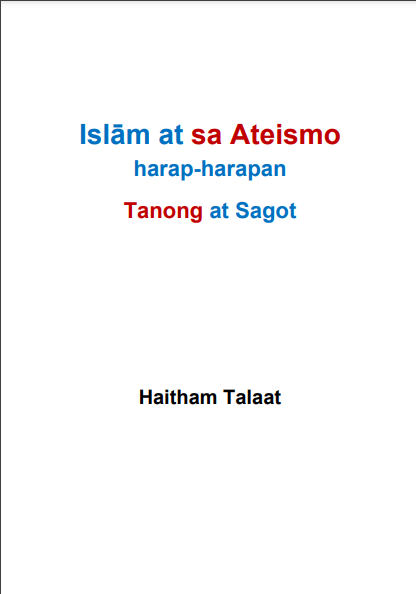 Islām at sa Ateismo
harap-harapan
Tanong at Sagot
Haitham Talaat